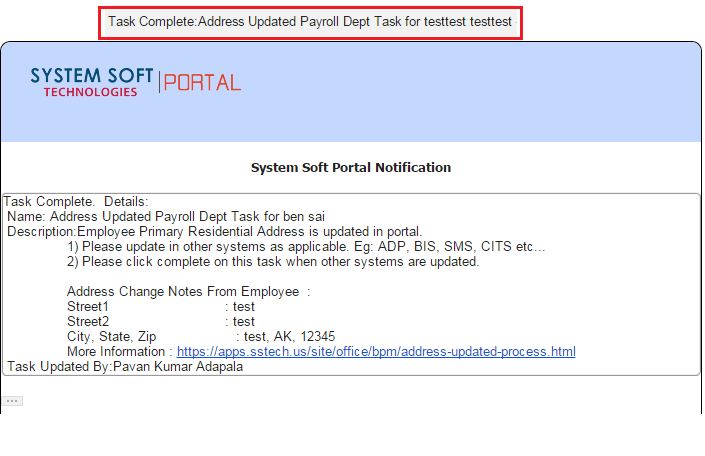 Task Complete:Address Updated Payroll Dept Task for testtest testtest
SYSTEM SOFT
TECHNOLOGIES
PORTAL
System Soft Portal Notification
Task Complete. Details:
Name: Address Updated Payroll Dept Task for ben sai
Description:Employee Primary Residential Address is updated in portal.
1) Please update in other systems as applicable. Eg: ADP, BIS, SMS, CITS etc...
2) Please click complete on this task when other systems are updated.
Address Change Notes From Employee :
Street1 : test
Street2 : test
City, State, Zip : test, AK, 12345
More Information : https://apps.sstech.us/site/office/bpm/address-updated-process.html
Task Updated By:Pavan Kumar Adapala